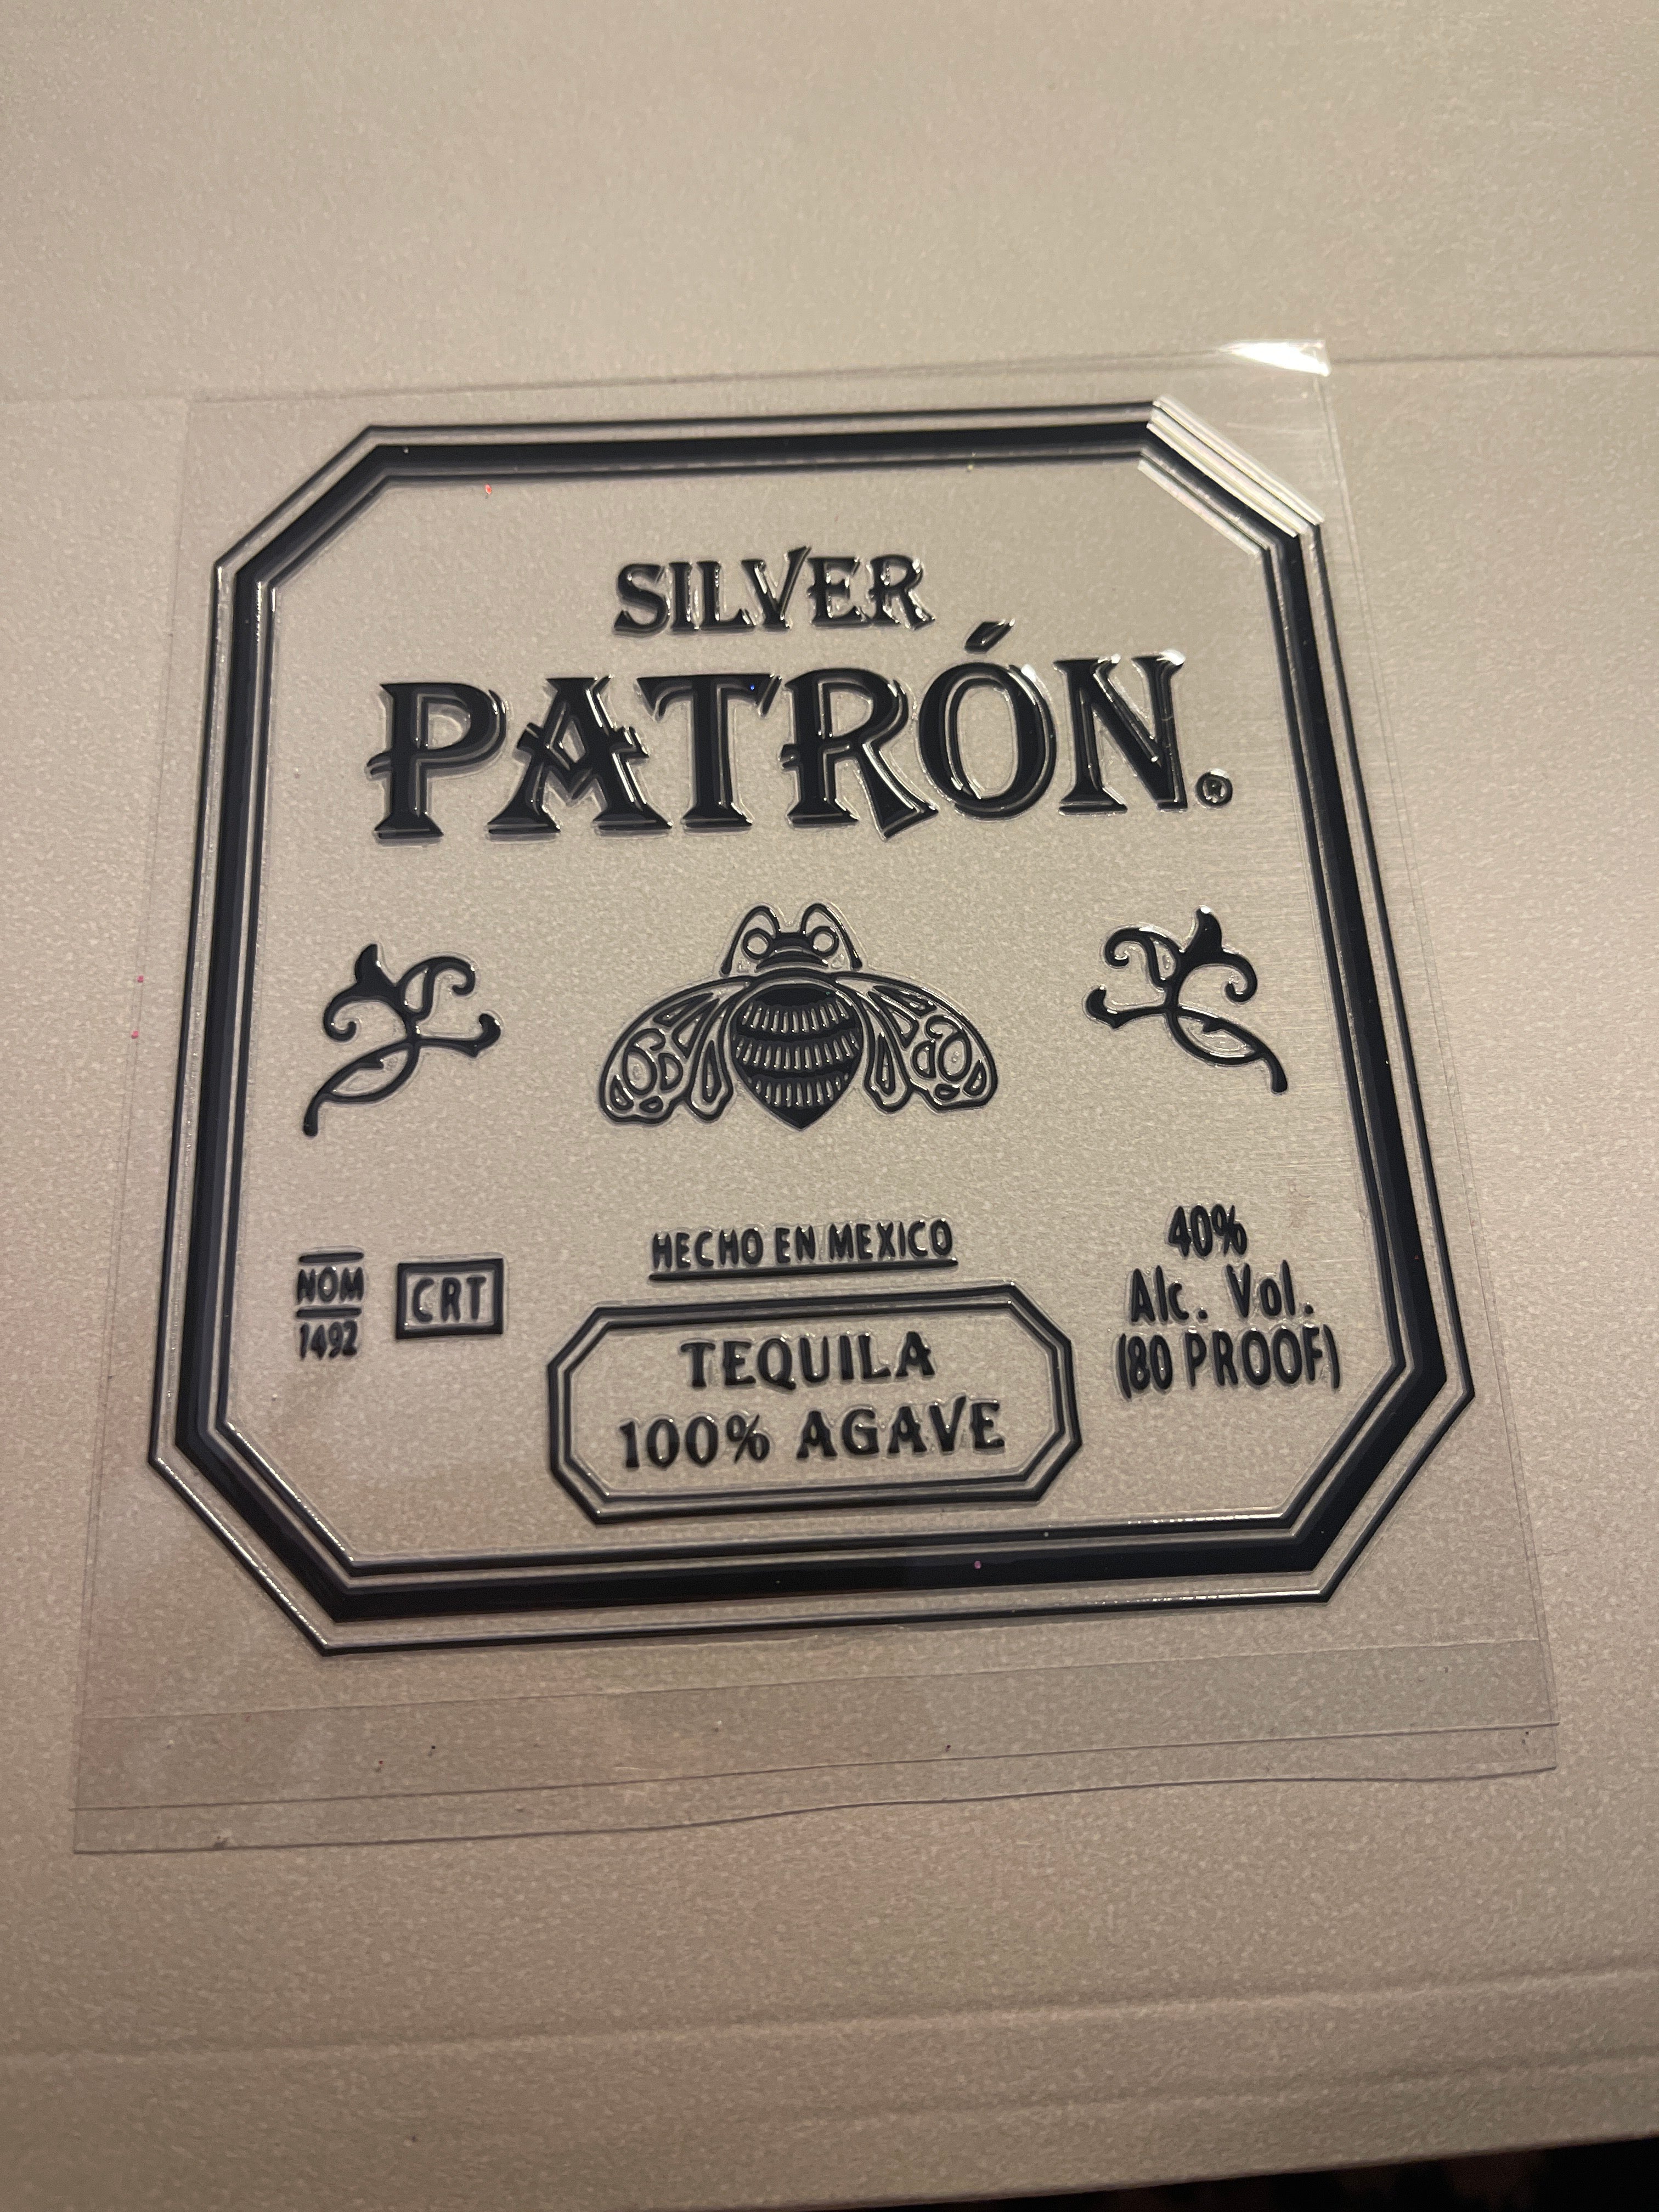 SILVER
PATRÓN.®
HECHO EN MEXICO
NOM
1492
CRT
TEQUILA
100% AGAVE
40%
Alc. Vol.
(80 PROOF)